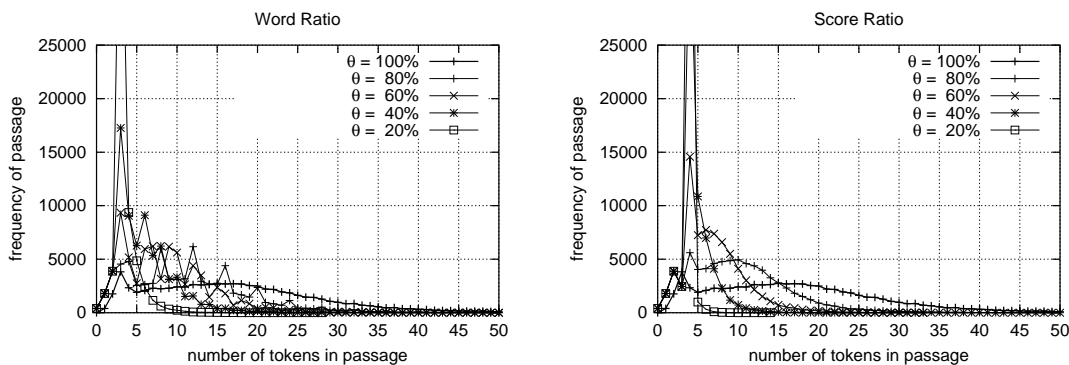 Word Ratio
frequency of passage
25000
20000
15000
10000
5000
0
0 5 10 15 20 25 30 35 40 45 50
number of tokens in passage
θ = 100%
θ = 80%
θ = 60%
θ = 40%
θ = 20%
Score Ratio
frequency of passage
25000
20000
15000
10000
5000
0
0 5 10 15 20 25 30 35 40 45 50
number of tokens in passage
θ = 100%
θ = 80%
θ = 60%
θ = 40%
θ = 20%